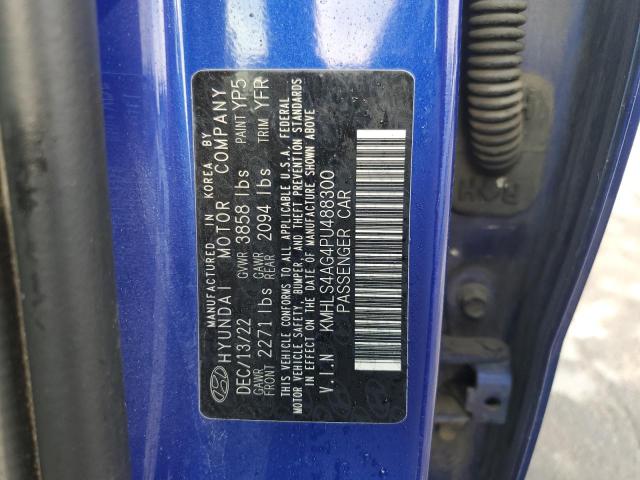 MANUFACTURED IN KOREA BY
HYUNDAI MOTOR COMPANY
DEC/13/22 GVWR 3858 lbs PAINT YP5
GAWR FRONT 2271 lbs GAWR REAR 2094 lbs TRIM YFR
THIS VEHICLE CONFORMS TO ALL APPLICABLE U.S.A. FEDERAL
MOTOR VEHICLE SAFETY, BUMPER, AND THEFT PREVENTION STANDARDS
IN EFFECT ON THE DATE OF MANUFACTURE SHOWN ABOVE
V.I.N KMHLS4AG4PU488300
PASSENGER CAR